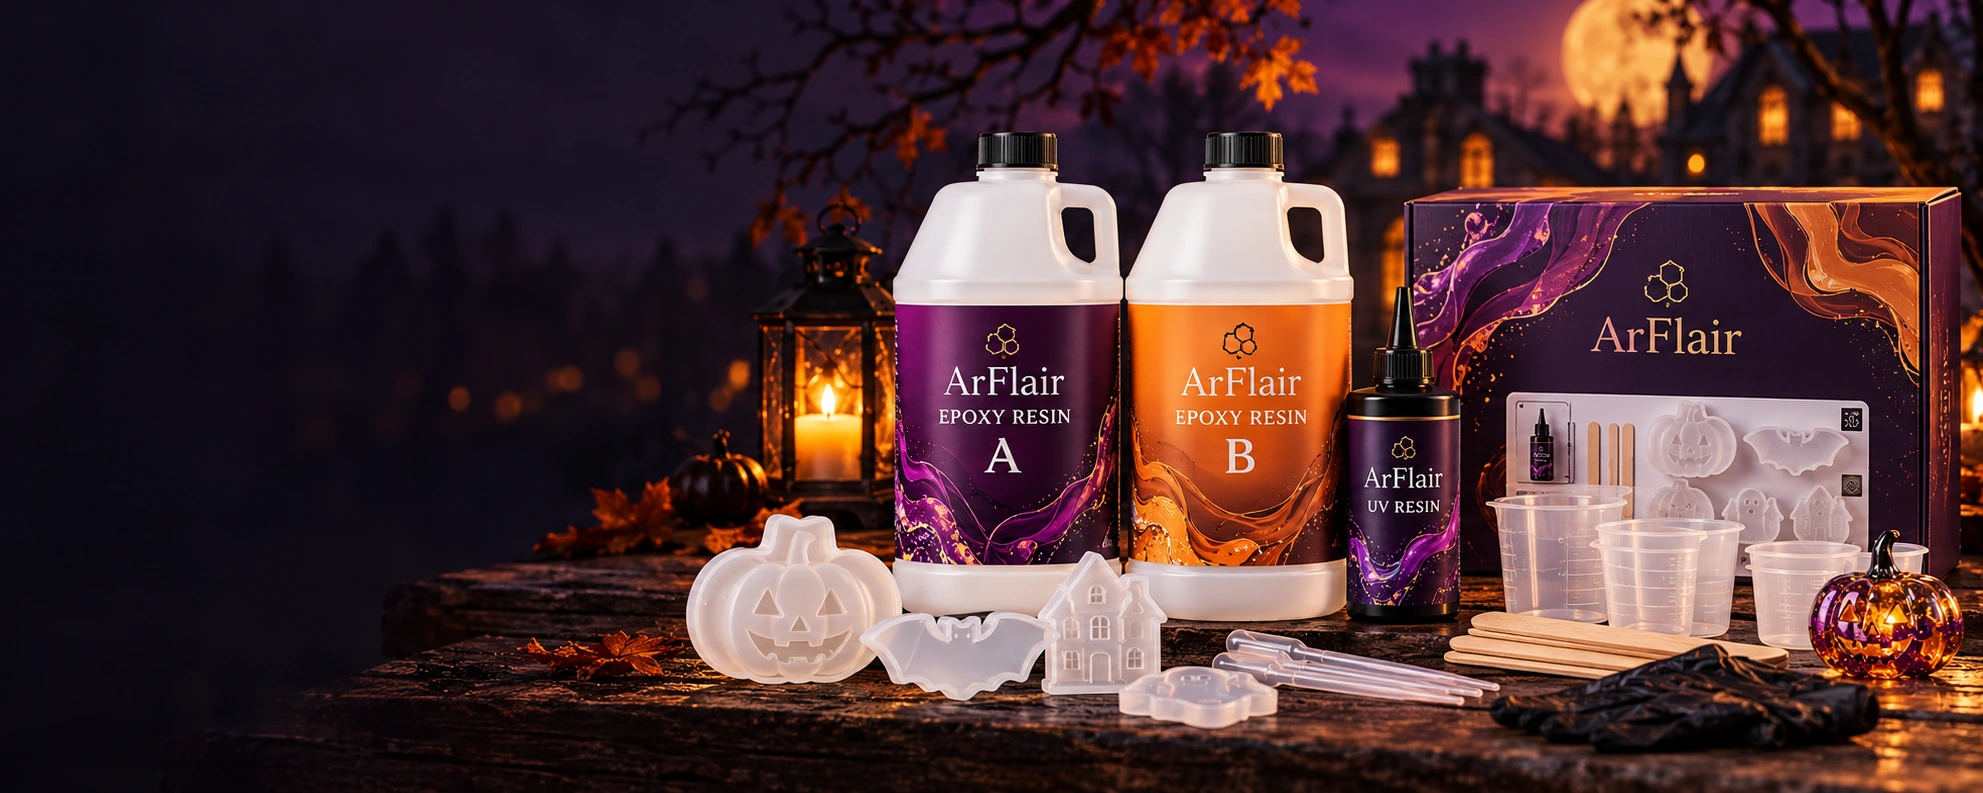 ArFlair
EPOXY RESIN
A
ArFlair
EPOXY RESIN
B
ArFlair
UV RESIN
ArFlair